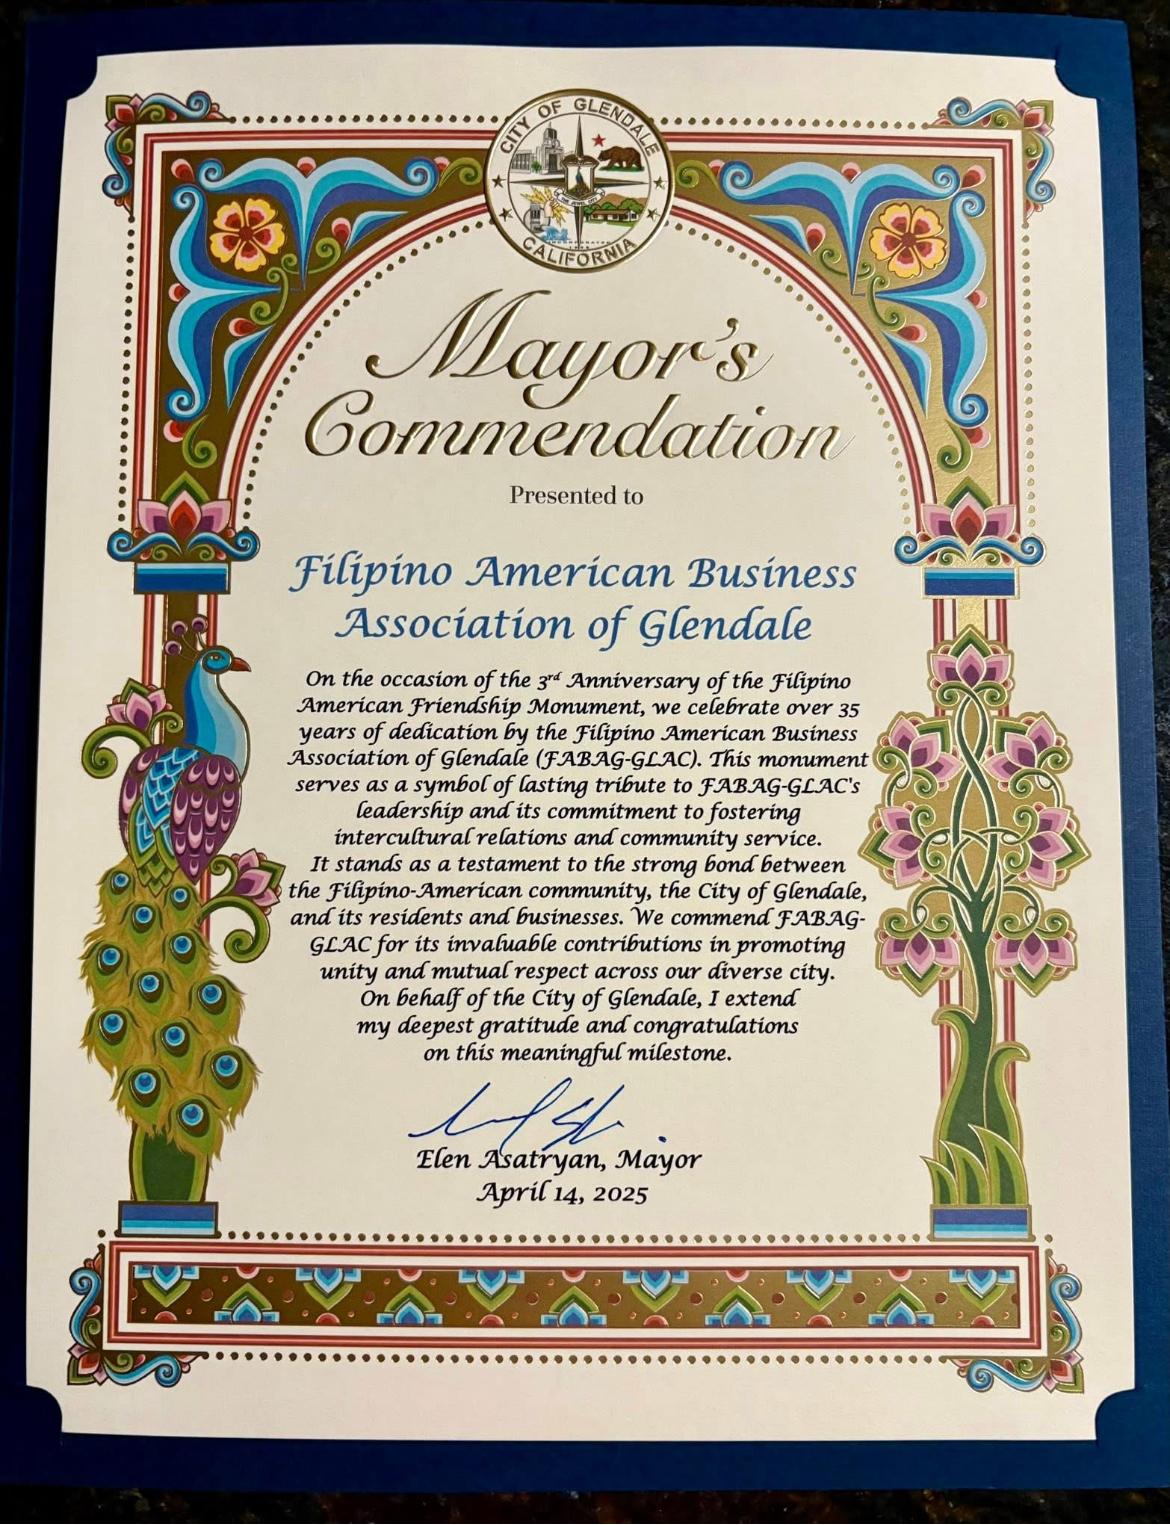 CITY OF GLENDALE
THE JEWEL CITY
INCORPORATED
CALIFORNIA
Mayor's
Commendation
Presented to
Filipino American Business
Association of Glendale
On the occasion of the 3rd Anniversary of the Filipino
American Friendship Monument, we celebrate over 35
years of dedication by the Filipino American Business
Association of Glendale (FABAG-GLAC). This monument
serves as a symbol of lasting tribute to FABAG-GLAC's
leadership and its commitment to fostering
intercultural relations and community service.
It stands as a testament to the strong bond between
the Filipino-American community, the City of Glendale,
and its residents and businesses. We commend FABAG-
GLAC for its invaluable contributions in promoting
unity and mutual respect across our diverse city.
On behalf of the City of Glendale, I extend
my deepest gratitude and congratulations
on this meaningful milestone.
Elen Asatryan, Mayor
April 14, 2025